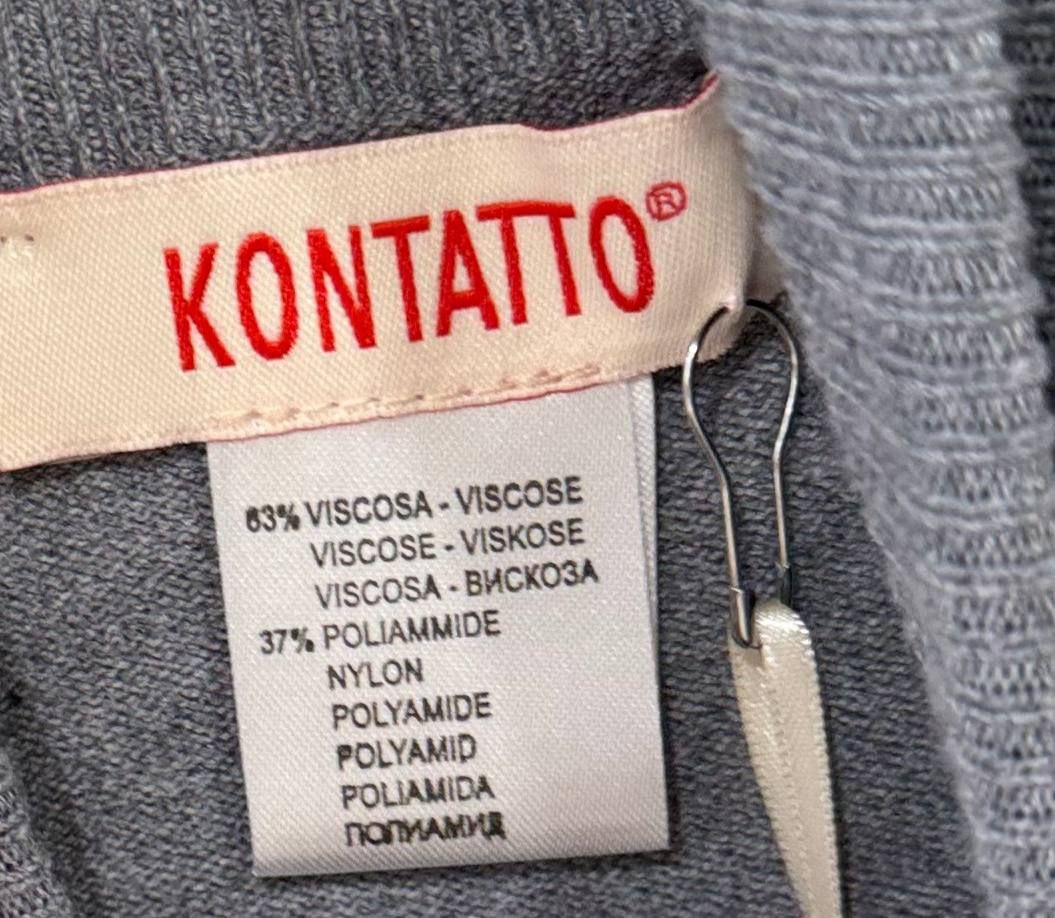 KONTATTO®
63% VISCOSA - VISCOSE
VISCOSE - VISKOSE
VISCOSA - ВИСКОЗА
37% POLIAMMIDE
NYLON
POLYAMIDE
POLYAMID
POLIAMIDA
ПОЛИАМИД